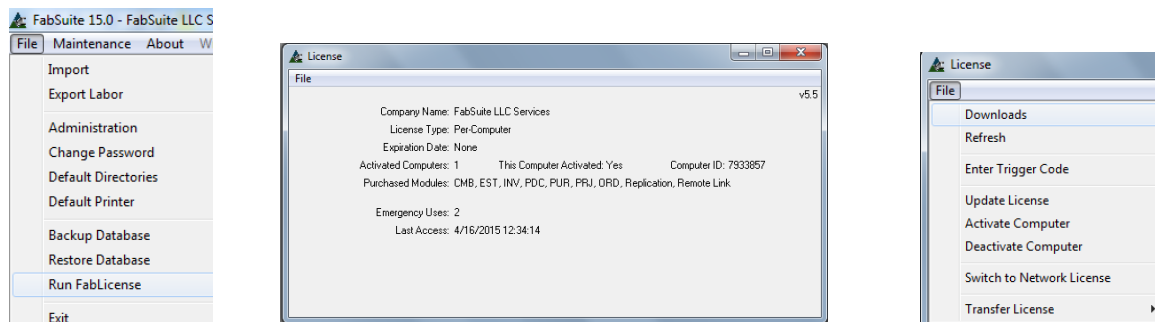 FabSuite 15.0 - FabSuite LLC S
File Maintenance About W
Import
Export Labor
Administration
Change Password
Default Directories
Default Printer
Backup Database
Restore Database
Run FabLicense
Exit
License
File
v5.5
Company Name: FabSuite LLC Services
License Type: Per-Computer
Expiration Date: None
Activated Computers: 1 This Computer Activated: Yes Computer ID: 7933857
Purchased Modules: CMB, EST, INV, PDC, PUR, PRJ, ORD, Replication, Remote Link
Emergency Uses: 2
Last Access: 4/16/2015 12:34:14
License
File
Downloads
Refresh
Enter Trigger Code
Update License
Activate Computer
Deactivate Computer
Switch to Network License
Transfer License